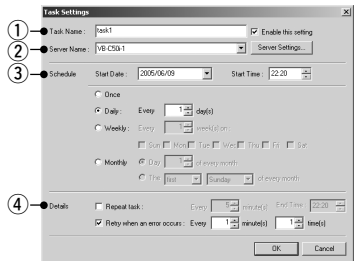 Task Settings
1 Task Name : task1 Enable this setting
2 Server Name : VB-C50i-1 Server Settings...
3 Schedule Start Date : 2005/06/09 Start Time : 22:20
Once
Daily : Every 1 day(s)
Weekly : Every 1 week(s) on:
Sun Mon Tue Wed Thu Fri Sat
Monthly Day 1 of every month
The first Sunday of every month
4 Details Repeat task : Every 5 minute(s) End Time : 22:20
Retry when an error occurs : Every 1 minute(s) 1 time(s)
OK Cancel